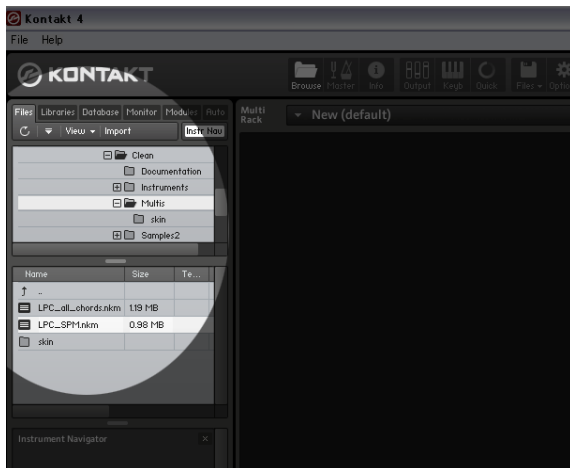 Kontakt 4
File Help
KONTAKT
Browse Master Info Output Keyb Quick Files Optio
Files Libraries Database Monitor Modules Auto
View Import Instr Nav
Multi
Rack
New (default)
Clean
Documentation
Instruments
Multis
skin
Samples2
Name Size Te...
..
LPC_all_chords.nkm 1.19 MB
LPC_SPM.nkm 0.98 MB
skin
Instrument Navigator